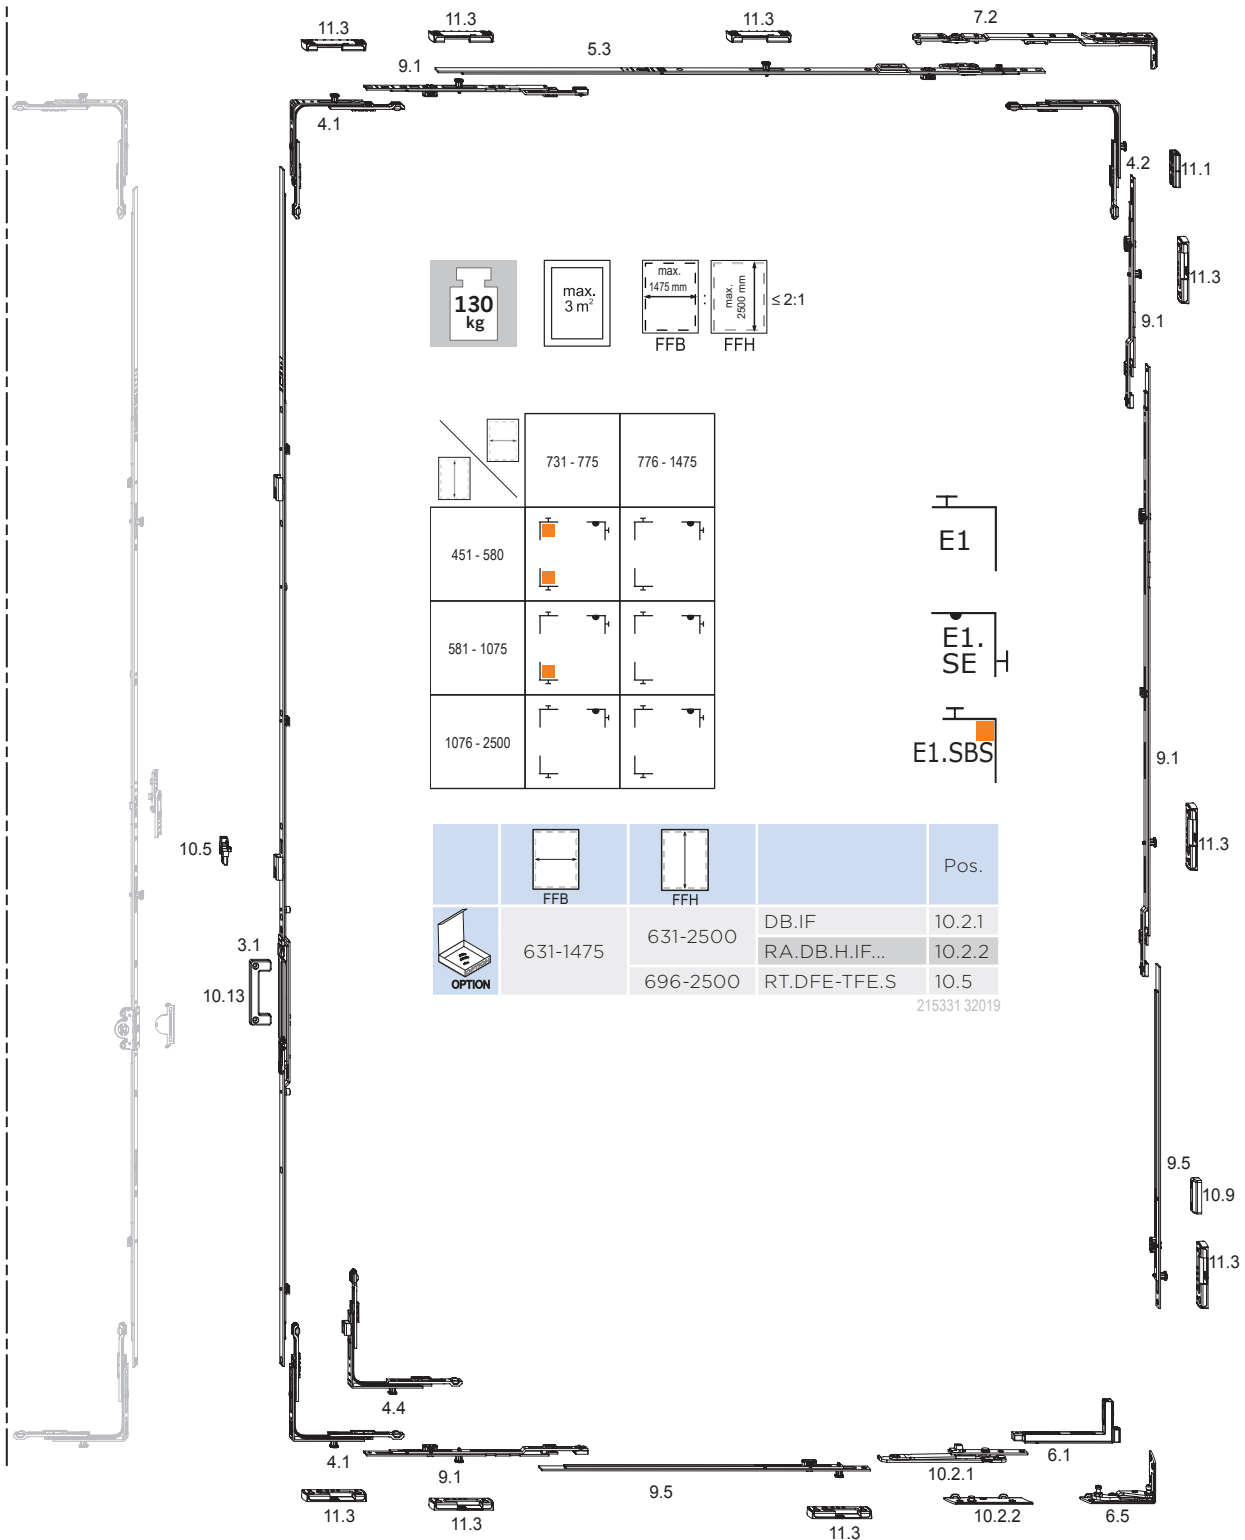 11.3
11.3
11.3
7.2
5.3
9.1
4.1
4.2
11.1
11.3
9.1
130
kg
max.
3 m²
max.
1475 mm
FFB
:
max.
2500 mm
FFH
≤ 2:1
731 - 775
776 - 1475
451 - 580
581 - 1075
1076 - 2500
E1
E1.
SE
E1.SBS
9.1
11.3
10.5
3.1
10.13
FFB
FFH
Pos.
OPTION
631-1475
631-2500
DB.IF
10.2.1
RA.DB.H.IF...
10.2.2
696-2500
RT.DFE-TFE.S
10.5
215331 32019
9.5
10.9
11.3
4.4
4.1
9.1
9.5
10.2.1
6.1
11.3
11.3
11.3
10.2.2
6.5